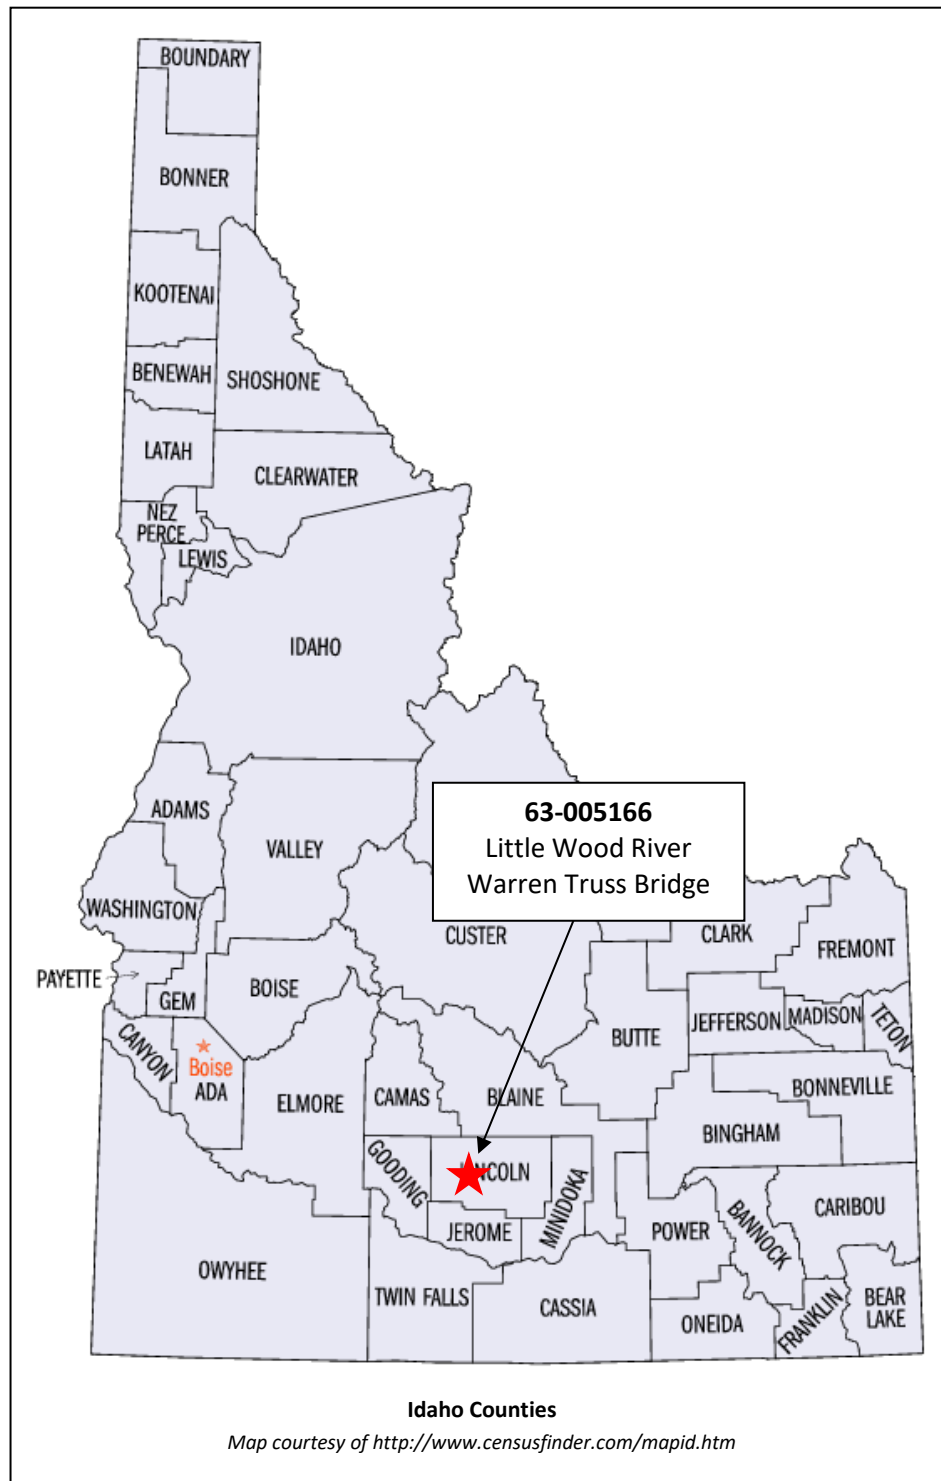 BOUNDARY
BONNER
KOOTENAI
BENEWAH
SHOSHONE
LATAH
CLEARWATER
NEZ
PERCE
LEWIS
IDAHO
ADAMS
VALLEY
63-005166
Little Wood River
Warren Truss Bridge
WASHINGTON
CUSTER
CLARK
FREMONT
PAYETTE
GEM
BOISE
BUTTE
JEFFERSON
MADISON
TETON
CANYON
Boise
ADA
ELMORE
CAMAS
BLAINE
BONNEVILLE
BINGHAM
GOODING
NCOLN
MINIDOKA
JEROME
POWER
BANNOCK
CARIBOU
OWYHEE
TWIN FALLS
CASSIA
ONEIDA
FRANKLIN
BEAR
LAKE
Idaho Counties
Map courtesy of http://www.censusfinder.com/mapid.htm